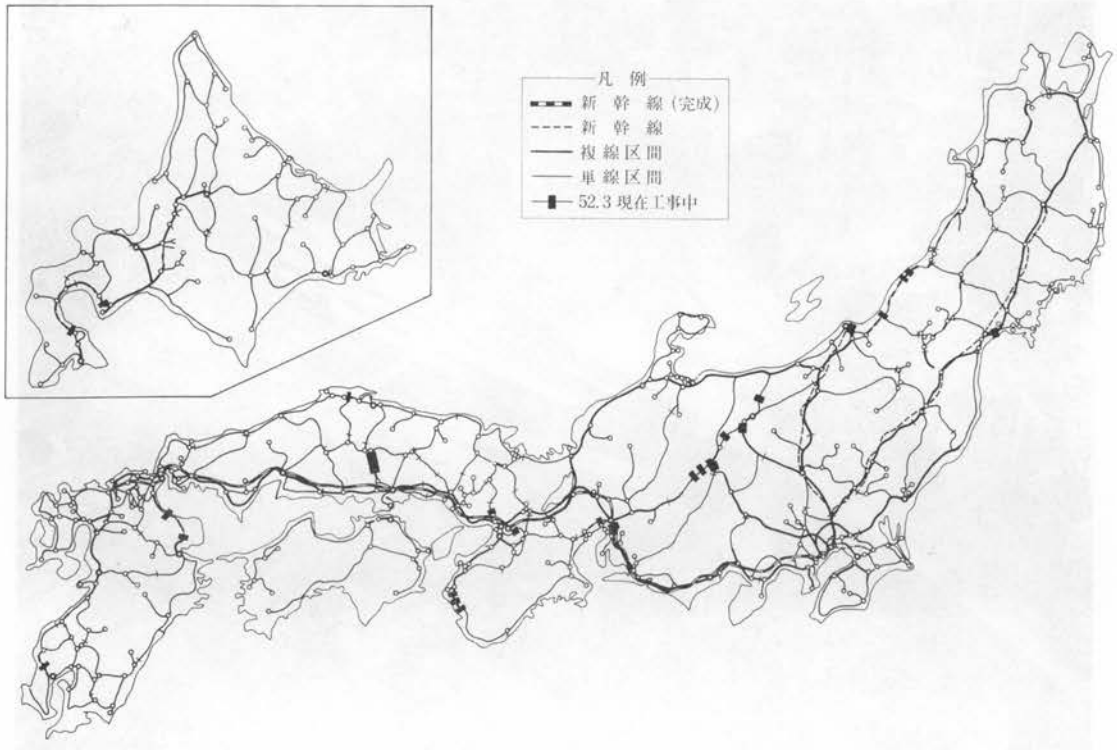 凡例
新幹線(完成)
新幹線
複線区間
単線区間
52.3 現在工事中